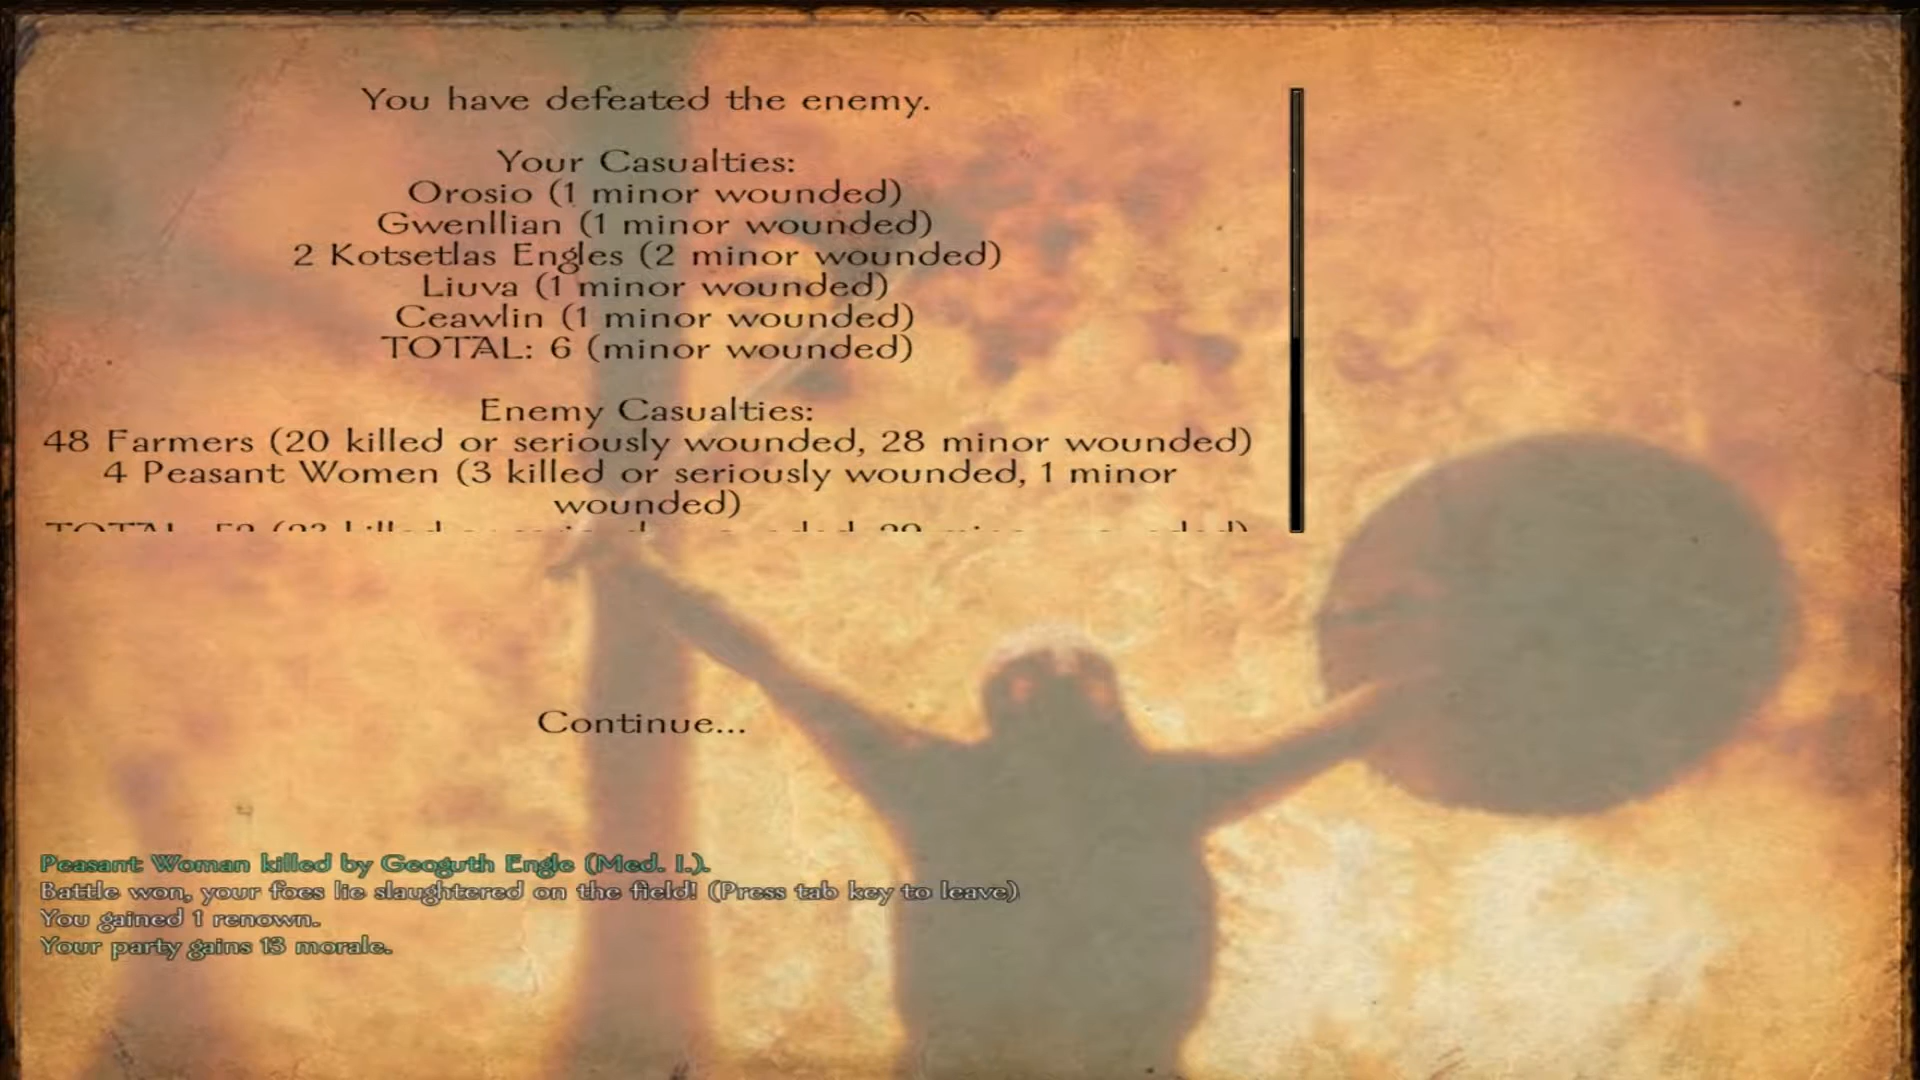 You have defeated the enemy.
Your Casualties:
Orosio (1 minor wounded)
Gwenllian (1 minor wounded)
2 Kotsetlas Engles (2 minor wounded)
Liuva (1 minor wounded)
Ceawlin (1 minor wounded)
TOTAL: 6 (minor wounded)
Enemy Casualties:
48 Farmers (20 killed or seriously wounded, 28 minor wounded)
4 Peasant Women (3 killed or seriously wounded, 1 minor
wounded)
Continue...
Peasant Woman killed by Geoguth Engle (Med. I.).
Battle won, your foes lie slaughtered on the field! (Press tab key to leave)
You gained 1 renown.
Your party gains 13 morale.